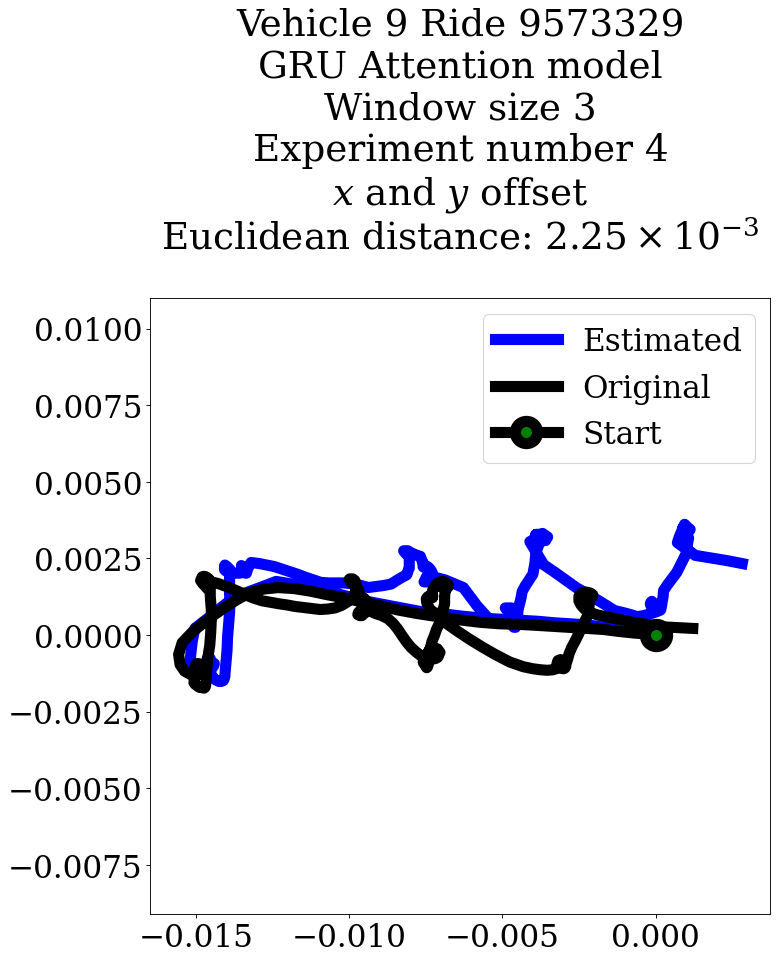 Vehicle 9 Ride 9573329
GRU Attention model
Window size 3
Experiment number 4
x and y offset
Euclidean distance: 2.25 × 10⁻³
Estimated
Original
Start
0.0100
0.0075
0.0050
0.0025
0.0000
−0.0025
−0.0050
−0.0075
−0.015 −0.010 −0.005 0.000